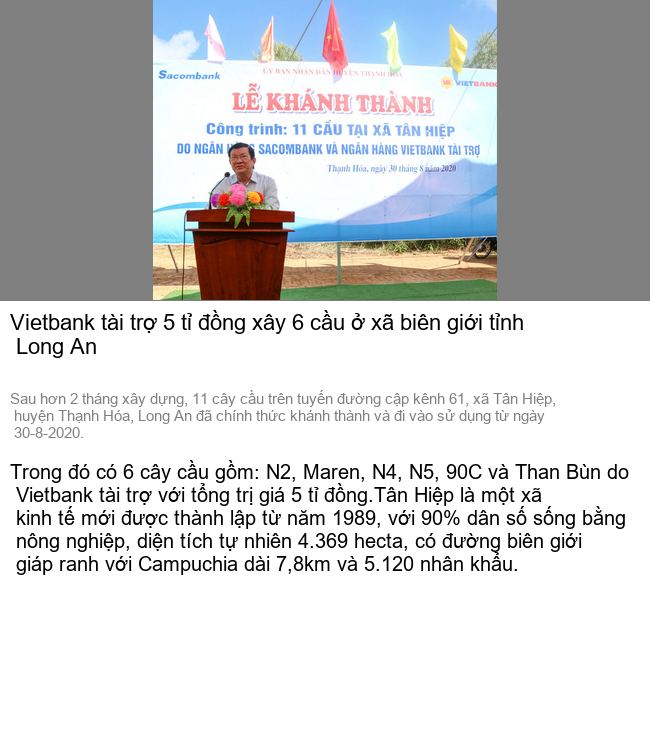 Sacombank
ỦY BAN NHÂN DÂN HUYỆN THẠNH HÓA
VIETBANK
LỄ KHÁNH THÀNH
Công trình: 11 CẦU TẠI XÃ TÂN HIỆP
DO NGÂN HÀNG SACOMBANK VÀ NGÂN HÀNG VIETBANK TÀI TRỢ
Thạnh Hóa, ngày 30 tháng 8 năm 2020
Vietbank tài trợ 5 tỉ đồng xây 6 cầu ở xã biên giới tỉnh
Long An
Sau hơn 2 tháng xây dựng, 11 cây cầu trên tuyến đường cập kênh 61, xã Tân Hiệp,
huyện Thạnh Hóa, Long An đã chính thức khánh thành và đi vào sử dụng từ ngày
30-8-2020.
Trong đó có 6 cây cầu gồm: N2, Maren, N4, N5, 90C và Than Bùn do
Vietbank tài trợ với tổng trị giá 5 tỉ đồng.Tân Hiệp là một xã
kinh tế mới được thành lập từ năm 1989, với 90% dân số sống bằng
nông nghiệp, diện tích tự nhiên 4.369 hecta, có đường biên giới
giáp ranh với Campuchia dài 7,8km và 5.120 nhân khẩu.